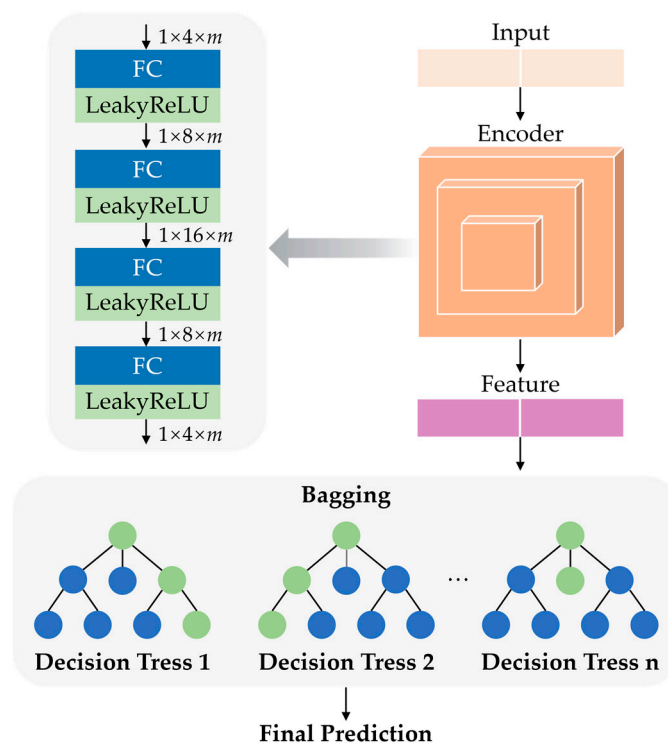 1×4×m
FC
LeakyReLU
1×8×m
FC
LeakyReLU
1×16×m
FC
LeakyReLU
1×8×m
FC
LeakyReLU
1×4×m
Input
Encoder
Feature
Bagging
...
Decision Tress 1
Decision Tress 2
Decision Tress n
Final Prediction